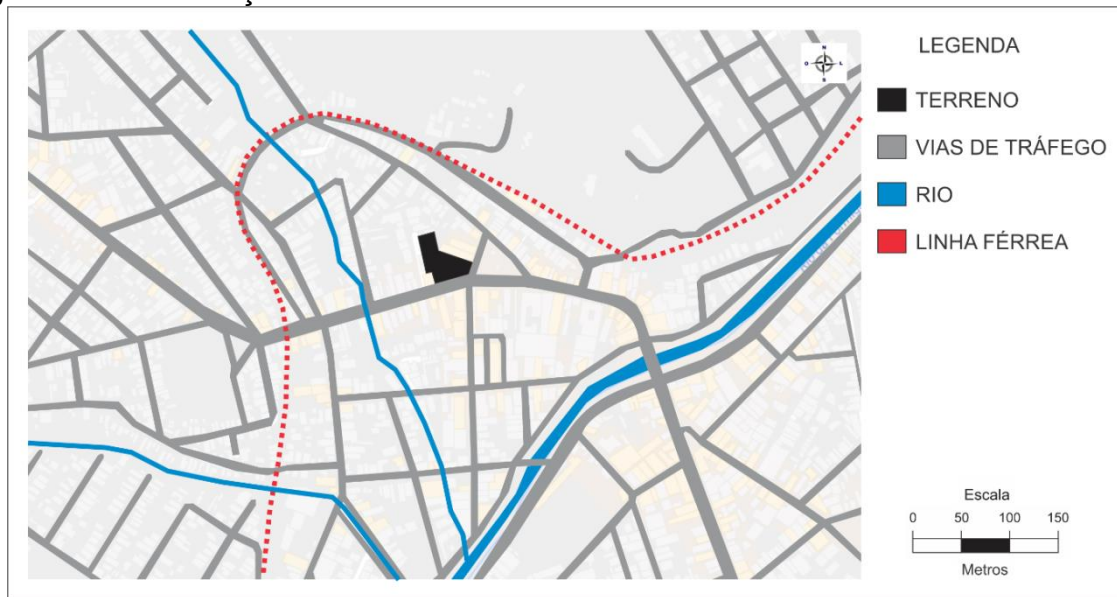 N
O L
S
LEGENDA
TERRENO
VIAS DE TRÁFEGO
RIO
LINHA FÉRREA
Escala
0 50 100 150
Metros